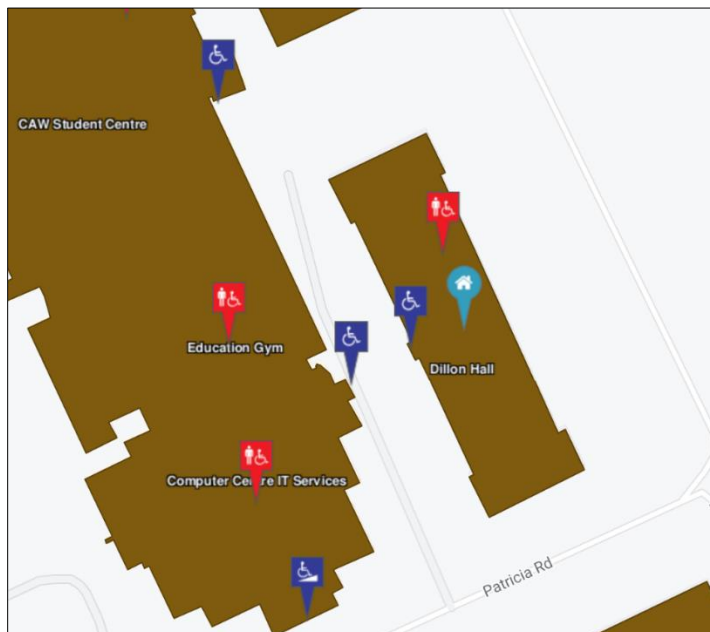 CAW Student Centre
Education Gym
Dillon Hall
Computer Centre IT Services
Patricia Rd